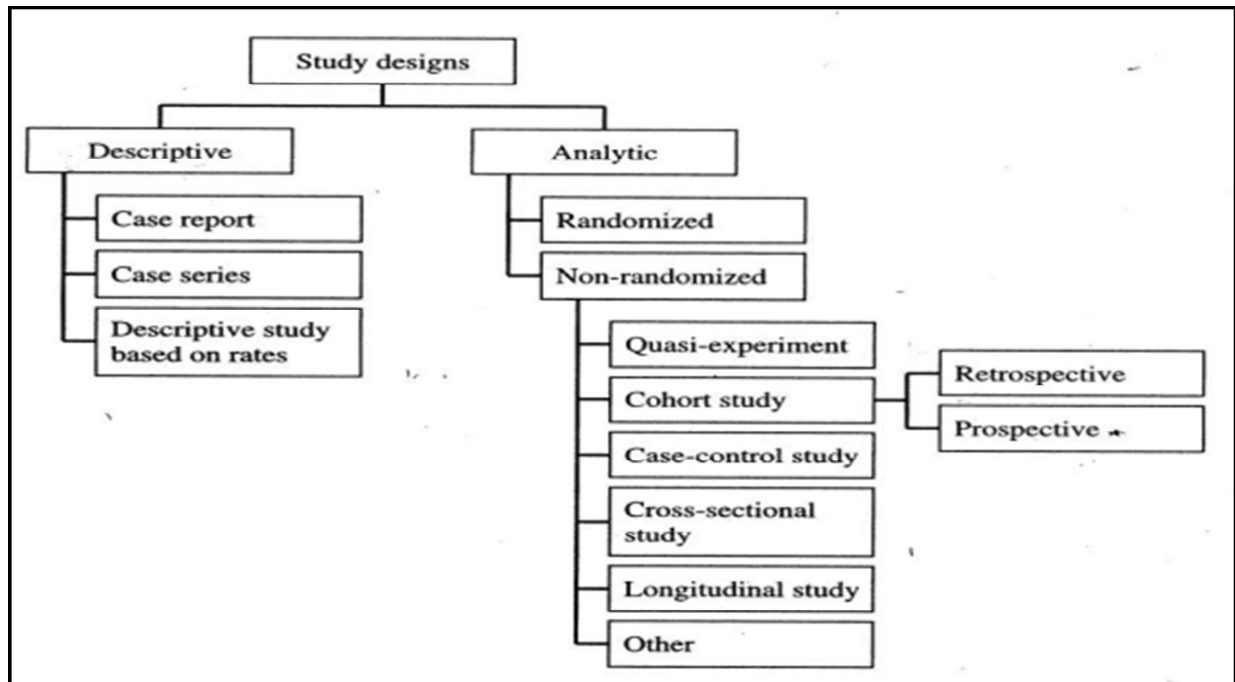 Study designs
Descriptive
Analytic
Case report
Case series
Descriptive study
based on rates
Randomized
Non-randomized
Quasi-experiment
Cohort study
Case-control study
Cross-sectional
study
Longitudinal study
Other
Retrospective
Prospective